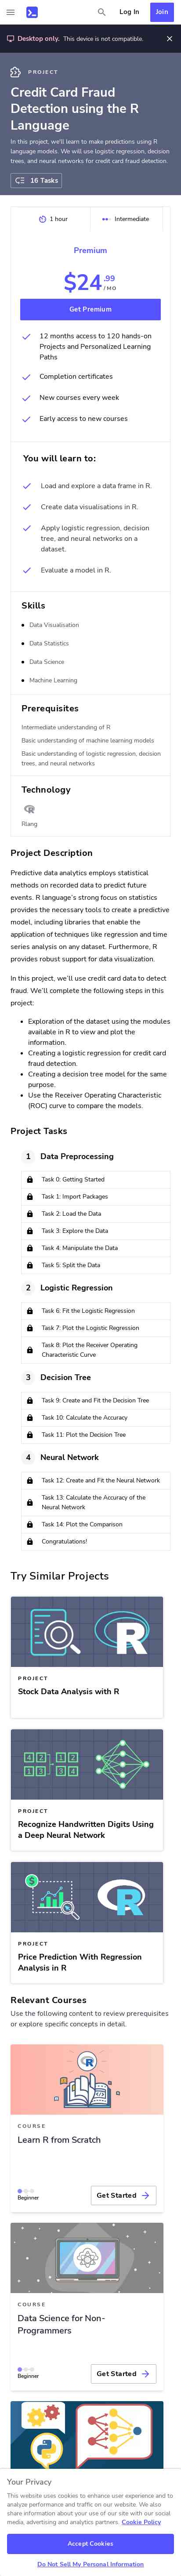 Log In
Join
Desktop only. This device is not compatible.
PROJECT
Credit Card Fraud
Detection using the R
Language
In this project, we'll learn to make predictions using R
language models. We will use logistic regression, decision
trees, and neural networks for credit card fraud detection.
16 Tasks
1 hour
Intermediate
Premium
$24.99
/MO
Get Premium
12 months access to 120 hands-on
Projects and Personalized Learning
Paths
Completion certificates
New courses every week
Early access to new courses
You will learn to:
Load and explore a data frame in R.
Create data visualisations in R.
Apply logistic regression, decision
tree, and neural networks on a
dataset.
Evaluate a model in R.
Skills
Data Visualisation
Data Statistics
Data Science
Machine Learning
Prerequisites
Intermediate understanding of R
Basic understanding of machine learning models
Basic understanding of logistic regression, decision
trees, and neural networks
Technology
R
Rlang
Project Description
Predictive data analytics employs statistical
methods on recorded data to predict future
events. R language's strong focus on statistics
provides the necessary tools to create a predictive
model, including libraries that enable the
application of techniques like regression and time
series analysis on any dataset. Furthermore, R
provides robust support for data visualization.
In this project, we'll use credit card data to detect
fraud. We'll complete the following steps in this
project:
Exploration of the dataset using the modules
available in R to view and plot the
information.
Creating a logistic regression for credit card
fraud detection.
Creating a decision tree model for the same
purpose.
Use the Receiver Operating Characteristic
(ROC) curve to compare the models.
Project Tasks
1 Data Preprocessing
Task 0: Getting Started
Task 1: Import Packages
Task 2: Load the Data
Task 3: Explore the Data
Task 4: Manipulate the Data
Task 5: Split the Data
2 Logistic Regression
Task 6: Fit the Logistic Regression
Task 7: Plot the Logistic Regression
Task 8: Plot the Receiver Operating
Characteristic Curve
3 Decision Tree
Task 9: Create and Fit the Decision Tree
Task 10: Calculate the Accuracy
Task 11: Plot the Decision Tree
4 Neural Network
Task 12: Create and Fit the Neural Network
Task 13: Calculate the Accuracy of the
Neural Network
Task 14: Plot the Comparison
Congratulations!
Try Similar Projects
R
PROJECT
Stock Data Analysis with R
4 2 1 2
1 3 4 3
PROJECT
Recognize Handwritten Digits Using
a Deep Neural Network
$
R
PROJECT
Price Prediction With Regression
Analysis in R
Relevant Courses
Use the following content to review prerequisites
or explore specific concepts in detail.
R
COURSE
Learn R from Scratch
Beginner
Get Started
COURSE
Data Science for Non-
Programmers
Beginner
Get Started
Your Privacy
This website uses cookies to enhance user experience and to
analyze performance and traffic on our website. We also share
information about your use of our site with our social
media, advertising and analytics partners. Cookie Policy
Accept Cookies
Do Not Sell My Personal Information